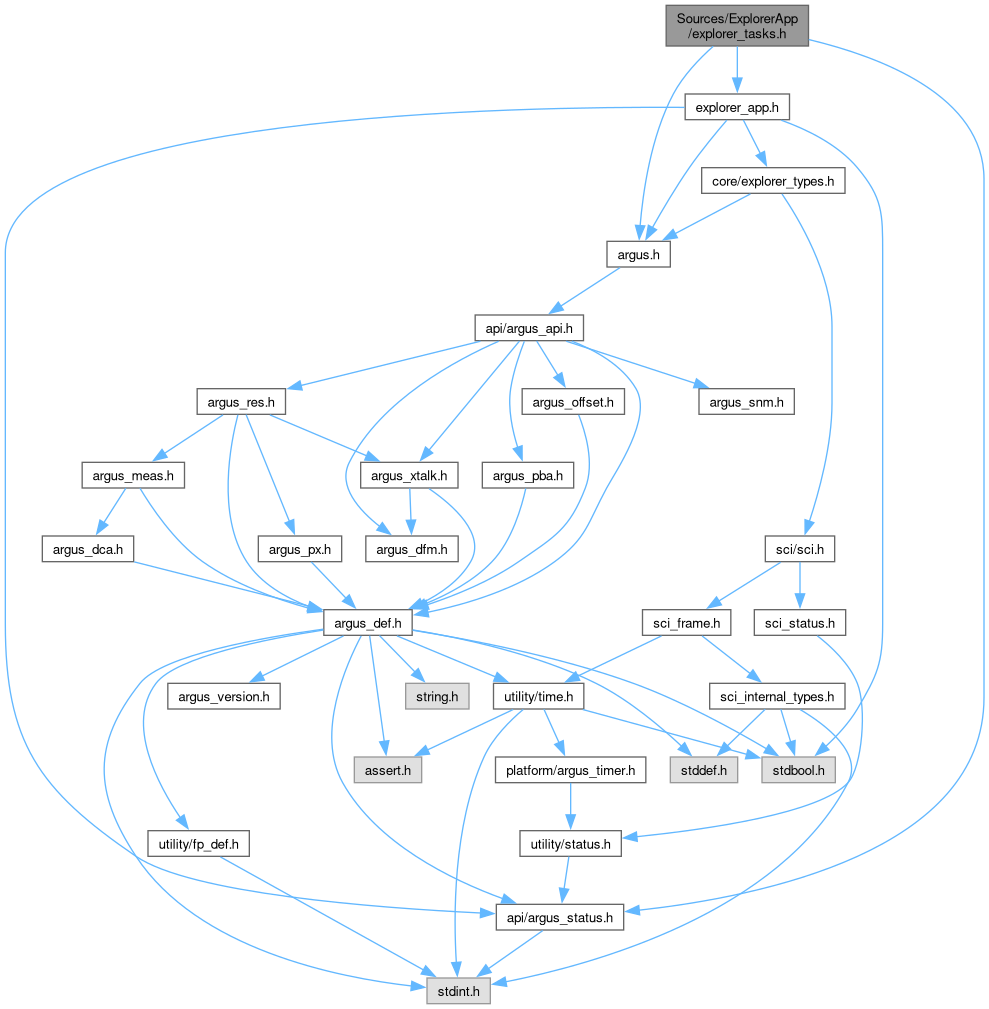 Sources/ExplorerApp
/explorer_tasks.h
explorer_app.h
core/explorer_types.h
argus.h
api/argus_api.h
argus_res.h
argus_offset.h
argus_snm.h
argus_meas.h
argus_xtalk.h
argus_pba.h
argus_dca.h
argus_px.h
argus_dfm.h
sci/sci.h
argus_def.h
sci_frame.h
sci_status.h
argus_version.h
string.h
utility/time.h
sci_internal_types.h
assert.h
platform/argus_timer.h
stddef.h
stdbool.h
utility/fp_def.h
utility/status.h
api/argus_status.h
stdint.h